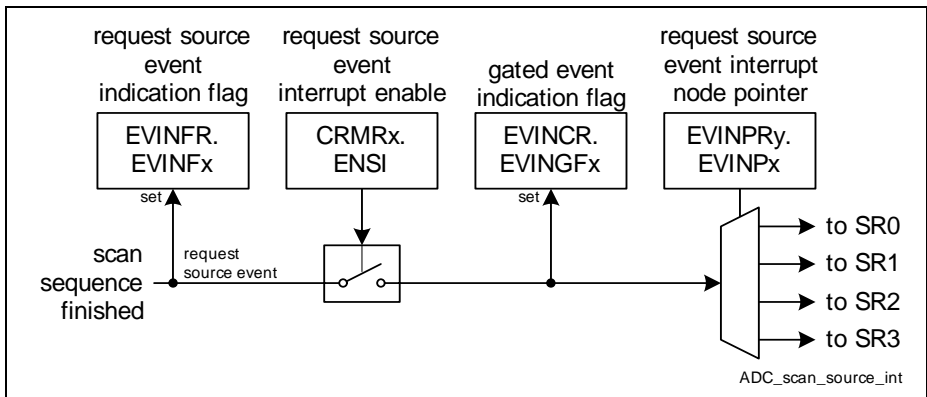 request source
event
indication flag
request source
event
interrupt enable
gated event
indication flag
request source
event interrupt
node pointer
EVINFR.
EVINFx
CRMRx.
ENSI
EVINCR.
EVINGFx
EVINPRy.
EVINPx
set
set
scan
sequence
finished
request
source event
to SR0
to SR1
to SR2
to SR3
ADC_scan_source_int